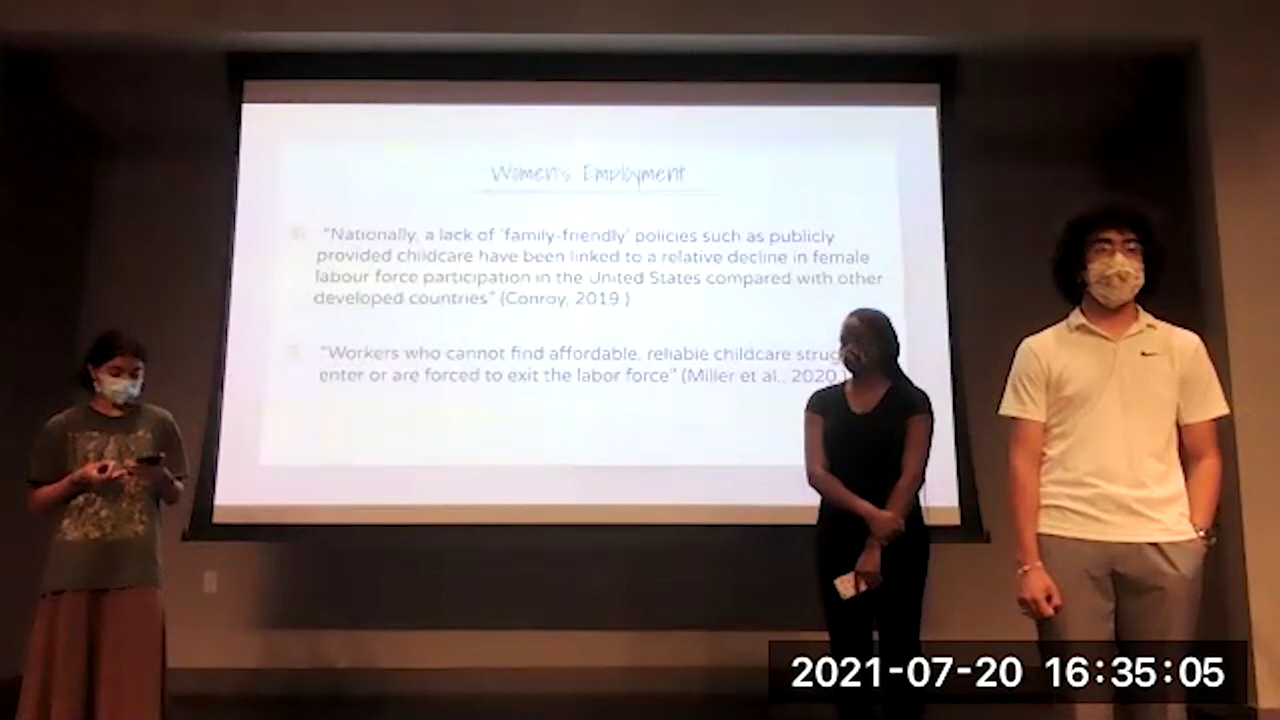 Women's Employment
"Nationally, a lack of 'family-friendly' policies such as publicly
provided childcare have been linked to a relative decline in female
labour force participation in the United States compared with other
developed countries" (Conroy, 2019 )
"Workers who cannot find affordable, reliable childcare
enter or are forced to exit the labor force" (Miller et al., 2020)
2021-07-20 16:35:05